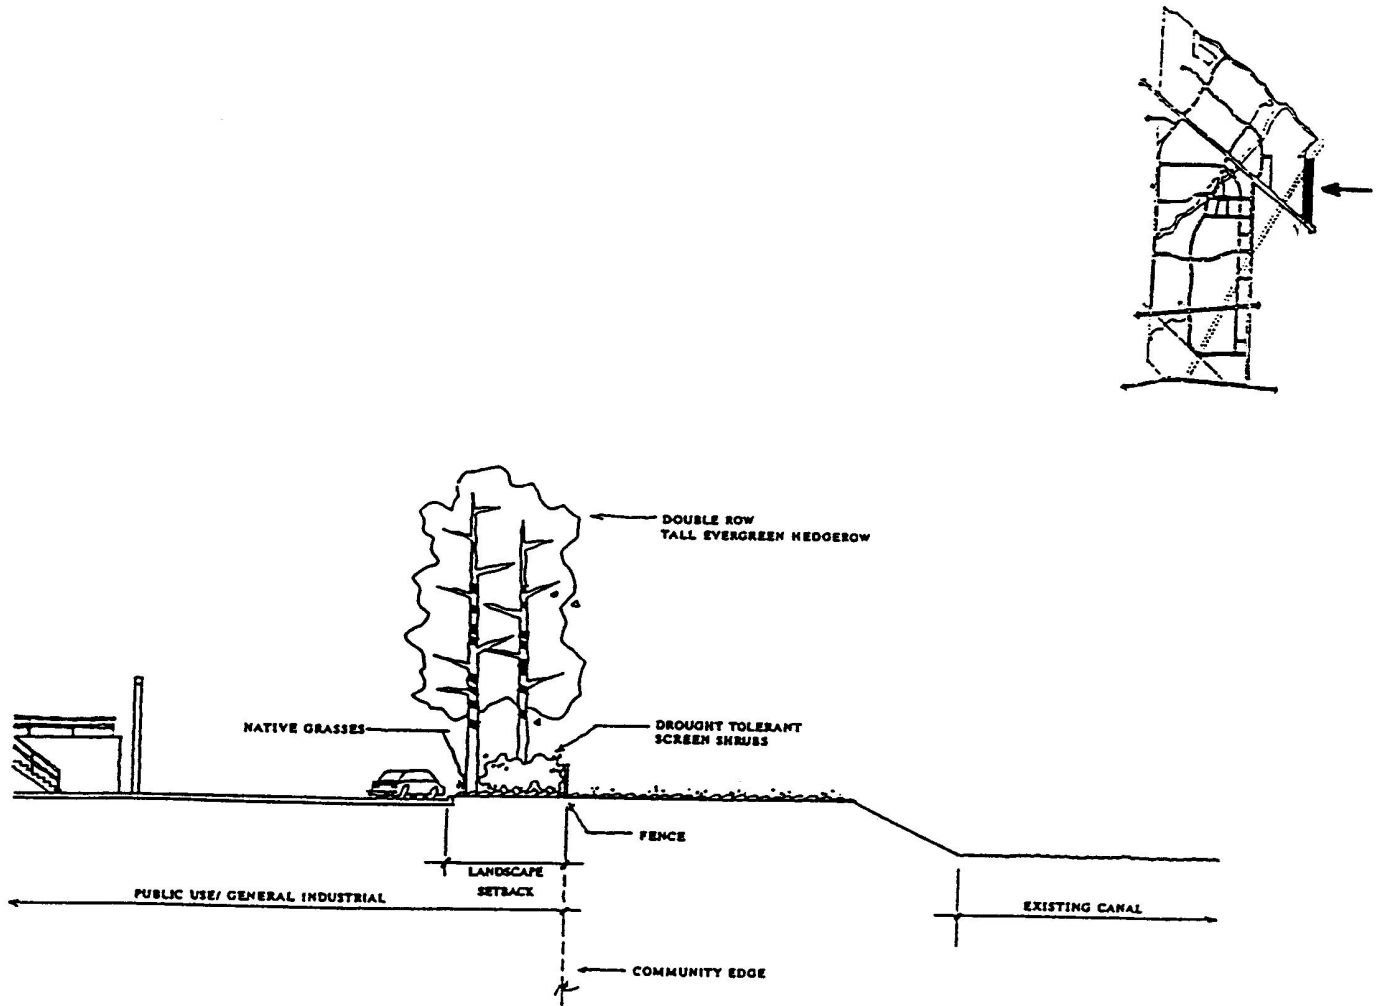 DOUBLE ROW
TALL EVERGREEN HEDGEROW
NATIVE GRASSES
DROUGHT TOLERANT
SCREEN SHRUBS
FENCE
LANDSCAPE
SETBACK
PUBLIC USE/ GENERAL INDUSTRIAL
EXISTING CANAL
COMMUNITY EDGE